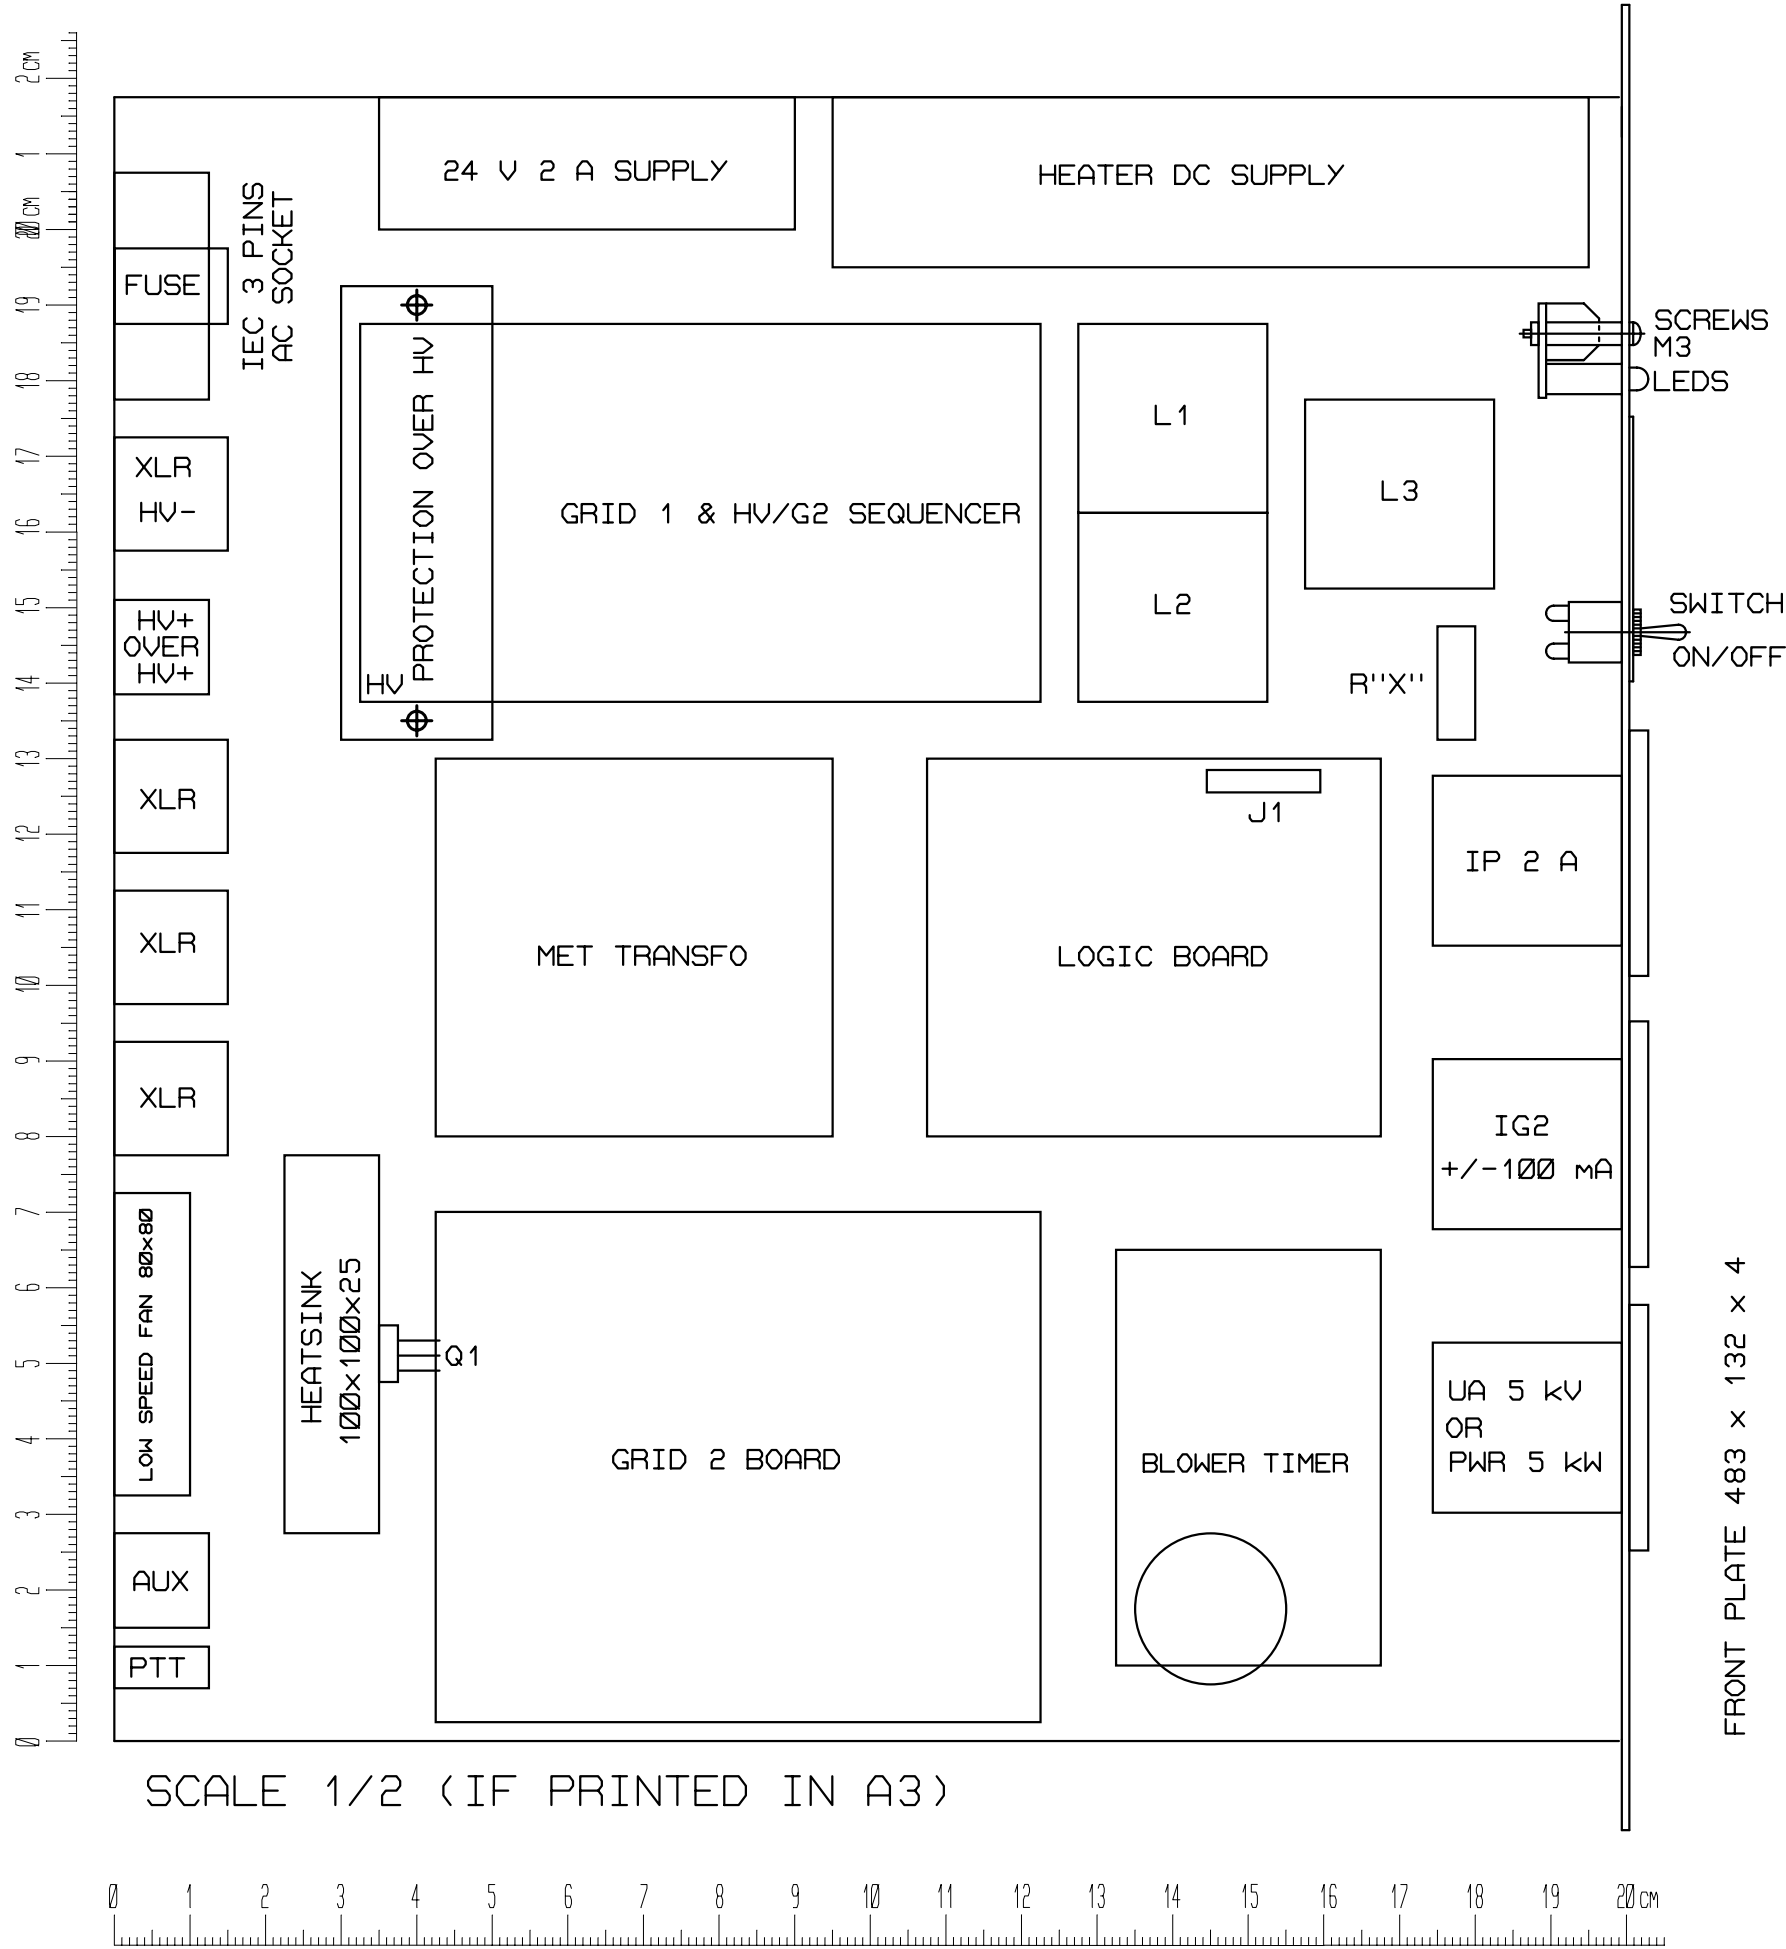 24 V 2 A SUPPLY
HEATER DC SUPPLY
IEC 3 PINS
AC SOCKET
FUSE
XLR
HV-
HV+
OVER
HV+
XLR
XLR
XLR
LOW SPEED FAN 80x80
AUX
PTT
PROTECTION OVER HV
HV
GRID 1 & HV/G2 SEQUENCER
L1
L2
L3
R"X"
SCREWS
M3
LEDS
SWITCH
ON/OFF
MET TRANSFO
LOGIC BOARD
J1
IP 2 A
IG2
+/-100 mA
HEATSINK
100x100x25
Q1
GRID 2 BOARD
BLOWER TIMER
UA 5 kV
OR
PWR 5 kW
FRONT PLATE 483 x 132 x 4
SCALE 1/2 (IF PRINTED IN A3)
2CM
1
19
18
17
16
15
14
13
12
11
10
9
8
7
6
5
4
3
2
1
0
0 1 2 3 4 5 6 7 8 9 10 11 12 13 14 15 16 17 18 19 20 CM